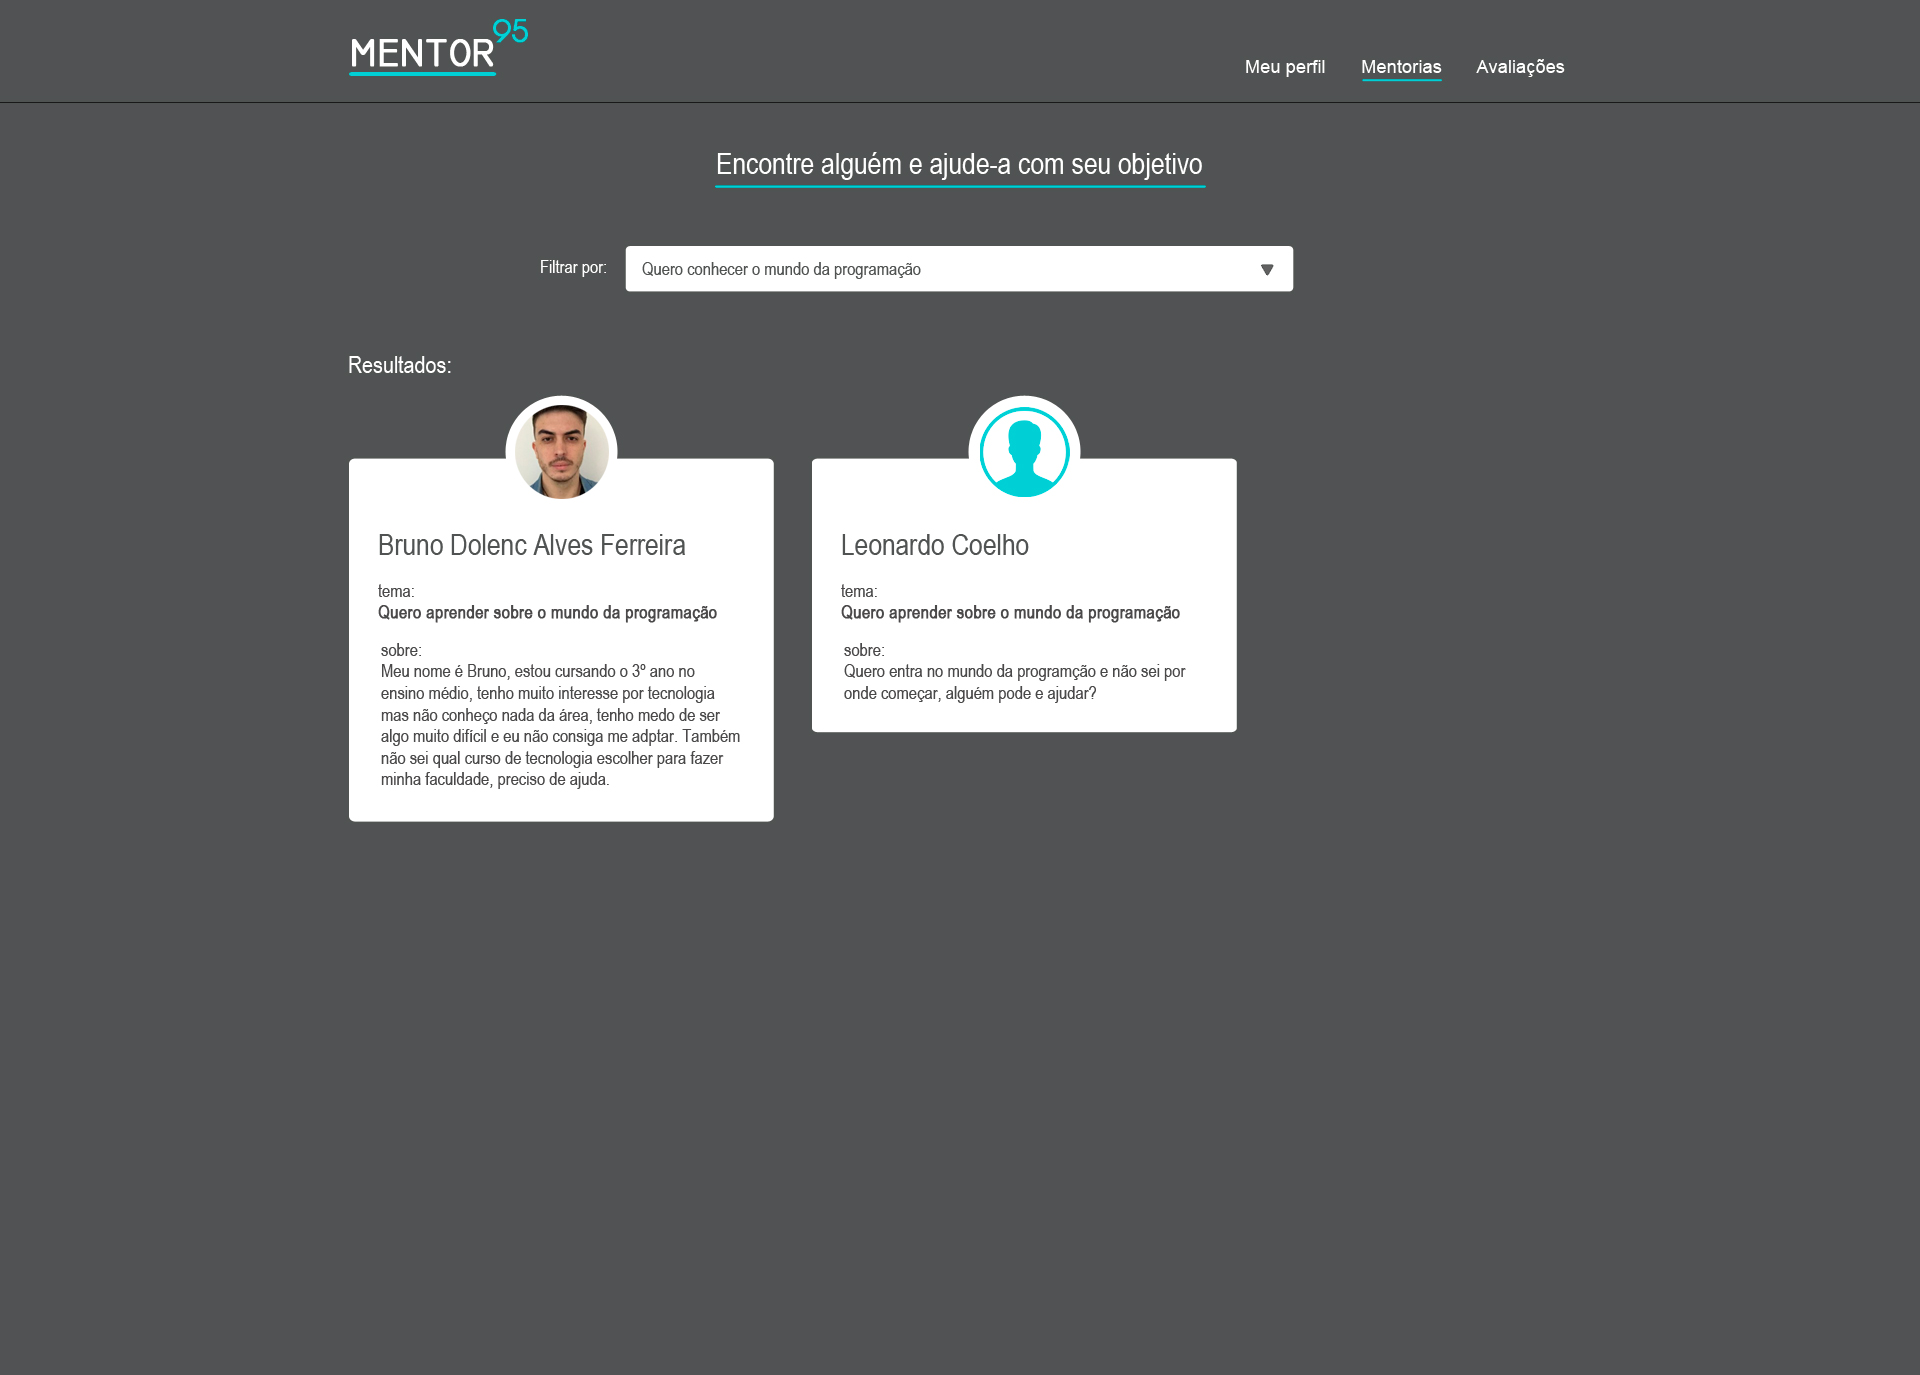 MENTOR 95
Meu perfil Mentorias Avaliações
Encontre alguém e ajude-a com seu objetivo
Filtrar por: Quero conhecer o mundo da programação
Resultados:
Bruno Dolenc Alves Ferreira
tema:
Quero aprender sobre o mundo da programação
sobre:
Meu nome é Bruno, estou cursando o 3º ano no
ensino médio, tenho muito interesse por tecnologia
mas não conheço nada da área, tenho medo de ser
algo muito difícil e eu não consiga me adptar. Também
não sei qual curso de tecnologia escolher para fazer
minha faculdade, preciso de ajuda.
Leonardo Coelho
tema:
Quero aprender sobre o mundo da programação
sobre:
Quero entra no mundo da programção e não sei por
onde começar, alguém pode e ajudar?